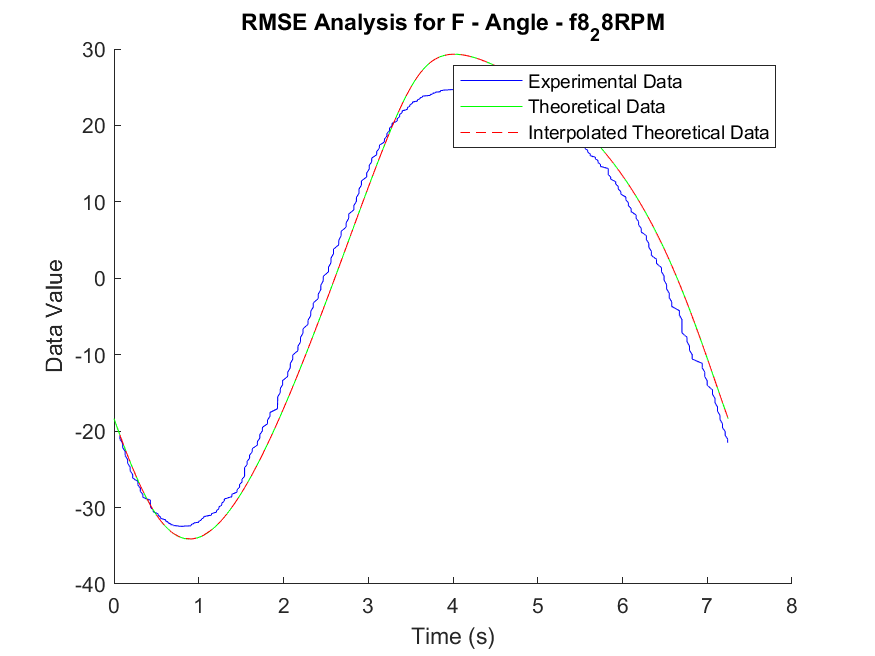 RMSE Analysis for F - Angle - f8₂8RPM
30
20
10
0
-10
-20
-30
-40
Data Value
Experimental Data
Theoretical Data
Interpolated Theoretical Data
0 1 2 3 4 5 6 7 8
Time (s)